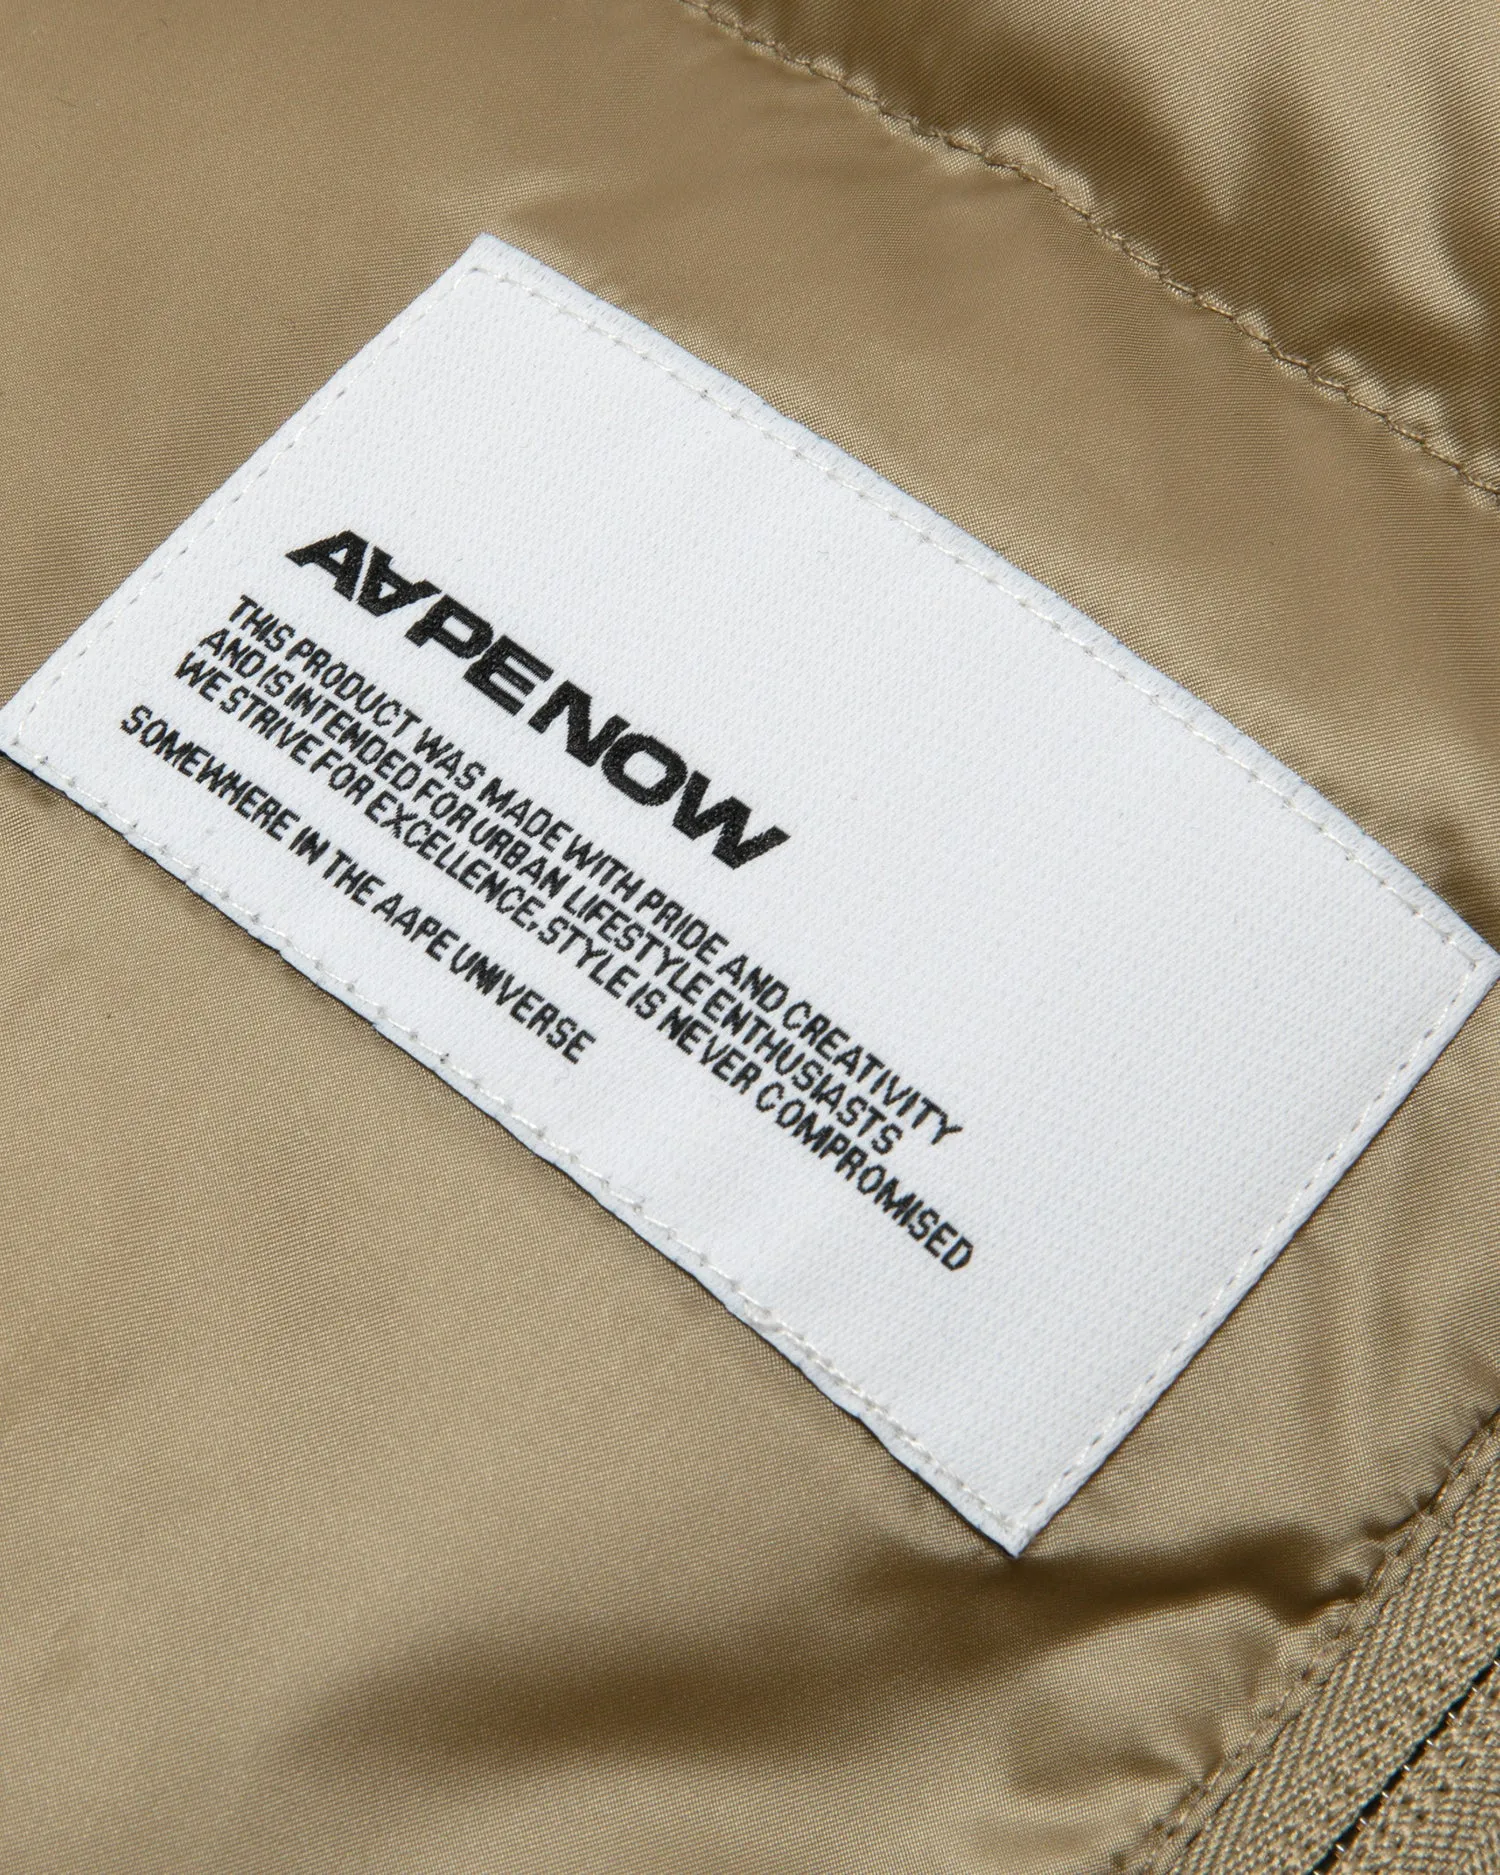 AAPE NOW
THIS PRODUCT WAS MADE WITH PRIDE AND CREATIVITY
AND IS INTENDED FOR URBAN LIFESTYLE ENTHUSIASTS
WE STRIVE FOR EXCELLENCE, STYLE IS NEVER COMPROMISED
SOMEWHERE IN THE AAPE UNIVERSE